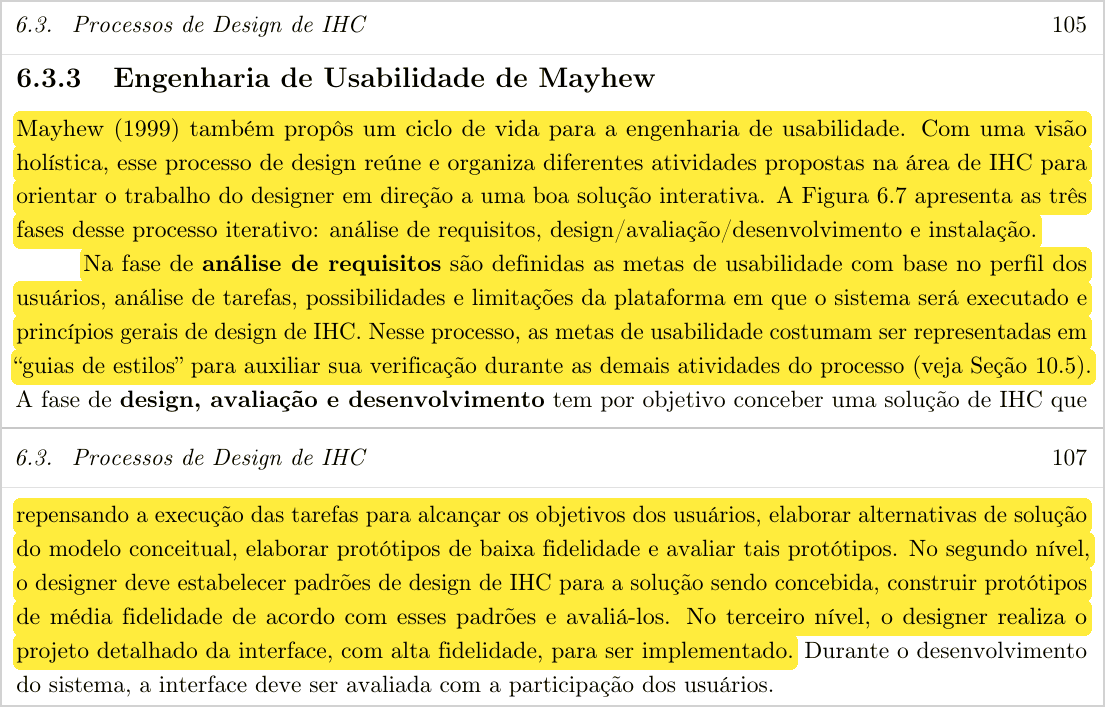 6.3. Processos de Design de IHC 105
6.3.3 Engenharia de Usabilidade de Mayhew
Mayhew (1999) também propôs um ciclo de vida para a engenharia de usabilidade. Com uma visão
holística, esse processo de design reúne e organiza diferentes atividades propostas na área de IHC para
orientar o trabalho do designer em direção a uma boa solução interativa. A Figura 6.7 apresenta as três
fases desse processo iterativo: análise de requisitos, design/avaliação/desenvolvimento e instalação.
Na fase de análise de requisitos são definidas as metas de usabilidade com base no perfil dos
usuários, análise de tarefas, possibilidades e limitações da plataforma em que o sistema será executado e
princípios gerais de design de IHC. Nesse processo, as metas de usabilidade costumam ser representadas em
“guias de estilos” para auxiliar sua verificação durante as demais atividades do processo (veja Seção 10.5).
A fase de design, avaliação e desenvolvimento tem por objetivo conceber uma solução de IHC que
6.3. Processos de Design de IHC 107
repensando a execução das tarefas para alcançar os objetivos dos usuários, elaborar alternativas de solução
do modelo conceitual, elaborar protótipos de baixa fidelidade e avaliar tais protótipos. No segundo nível,
o designer deve estabelecer padrões de design de IHC para a solução sendo concebida, construir protótipos
de média fidelidade de acordo com esses padrões e avaliá-los. No terceiro nível, o designer realiza o
projeto detalhado da interface, com alta fidelidade, para ser implementado. Durante o desenvolvimento
do sistema, a interface deve ser avaliada com a participação dos usuários.